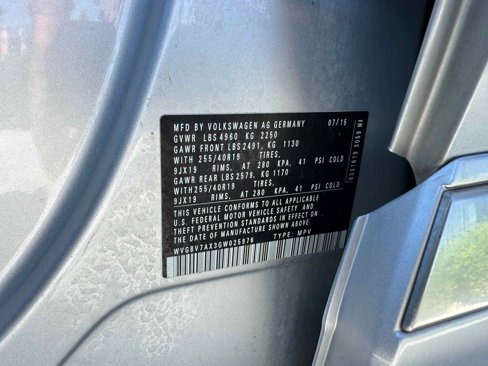 MFD BY VOLKSWAGEN AG GERMANY 07/15
GVWR LBS 4960 KG 2250
GAWR FRONT LBS 2491, KG 1130
WITH 255/40R19 TIRES,
9JX19 RIMS, AT 280 KPA, 41 PSI COLD
GAWR REAR LBS 2579, KG 1170
WITH 255/40R19 TIRES,
9JX19 RIMS, AT 280 KPA, 41 PSI COLD
THIS VEHICLE CONFORMS TO ALL APPLICABLE
U.S. FEDERAL MOTOR VEHICLE SAFETY AND
THEFT PREVENTION STANDARDS IN EFFECT ON
THE DATE OF MANUFACTURE SHOWN ABOVE
WVGBV7AX3GW025976 TYPE: MPV